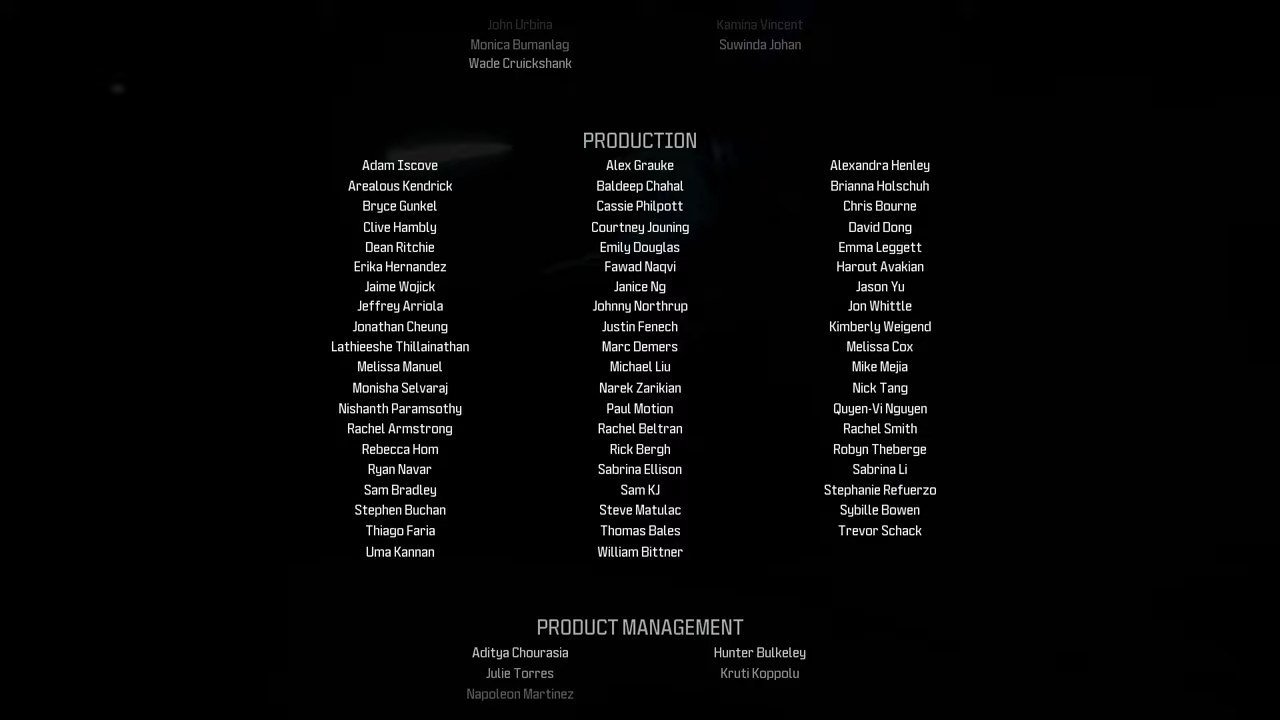 John Urbina Kamina Vincent
Monica Bumanlag Suwinda Johan
Wade Cruickshank
PRODUCTION
Adam Iscove Alex Grauke Alexandra Henley
Arealous Kendrick Baldeep Chahal Brianna Holschuh
Bryce Gunkel Cassie Philpott Chris Bourne
Clive Hambly Courtney Jouning David Dong
Dean Ritchie Emily Douglas Emma Leggett
Erika Hernandez Fawad Naqvi Harout Avakian
Jaime Wojick Janice Ng Jason Yu
Jeffrey Arriola Johnny Northrup Jon Whittle
Jonathan Cheung Justin Fenech Kimberly Weigend
Lathieeshe Thillainathan Marc Demers Melissa Cox
Melissa Manuel Michael Liu Mike Mejia
Monisha Selvaraj Narek Zarikian Nick Tang
Nishanth Paramsothy Paul Motion Quyen-Vi Nguyen
Rachel Armstrong Rachel Beltran Rachel Smith
Rebecca Hom Rick Bergh Robyn Theberge
Ryan Navar Sabrina Ellison Sabrina Li
Sam Bradley Sam KJ Stephanie Refuerzo
Stephen Buchan Steve Matulac Sybille Bowen
Thiago Faria Thomas Bales Trevor Schack
Uma Kannan William Bittner
PRODUCT MANAGEMENT
Aditya Chourasia Hunter Bulkeley
Julie Torres Kruti Koppolu
Napoleon Martinez